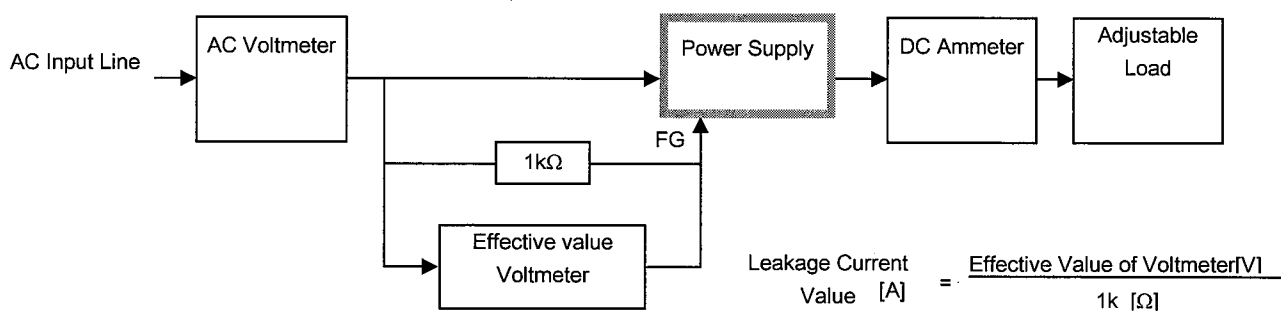 AC Input Line
AC Voltmeter
Power Supply
DC Ammeter
Adjustable
Load
FG
1kΩ
Effective value
Voltmeter
Leakage Current
Value [A]
=
Effective Value of Voltmeter[V]
1k [Ω]